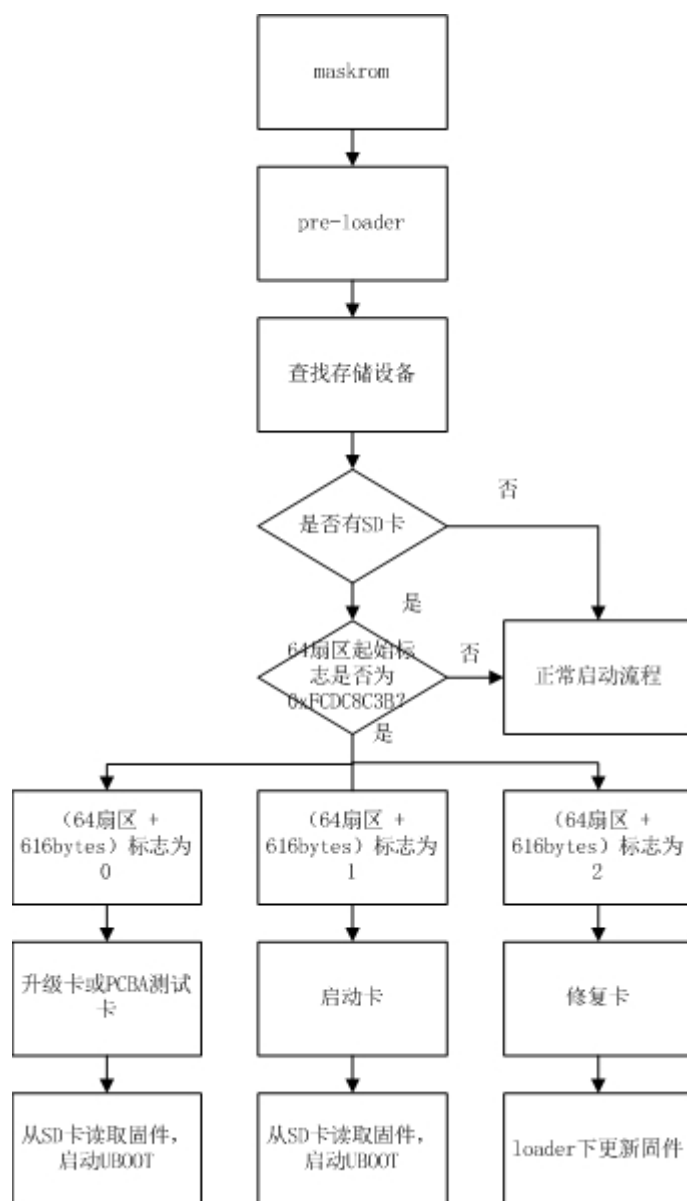 maskrom
pre-loader
查找存储设备
否
是否有SD卡
是
64扇区起始标
志是否为
0xFCDC8C3B?
否
正常启动流程
是
（64扇区 +
616bytes）标志为
0
（64扇区 +
616bytes）标志为
1
（64扇区 +
616bytes）标志为
2
升级卡或PCBA测试
卡
启动卡
修复卡
从SD卡读取固件，
启动UBOOT
从SD卡读取固件，
启动UBOOT
loader下更新固件